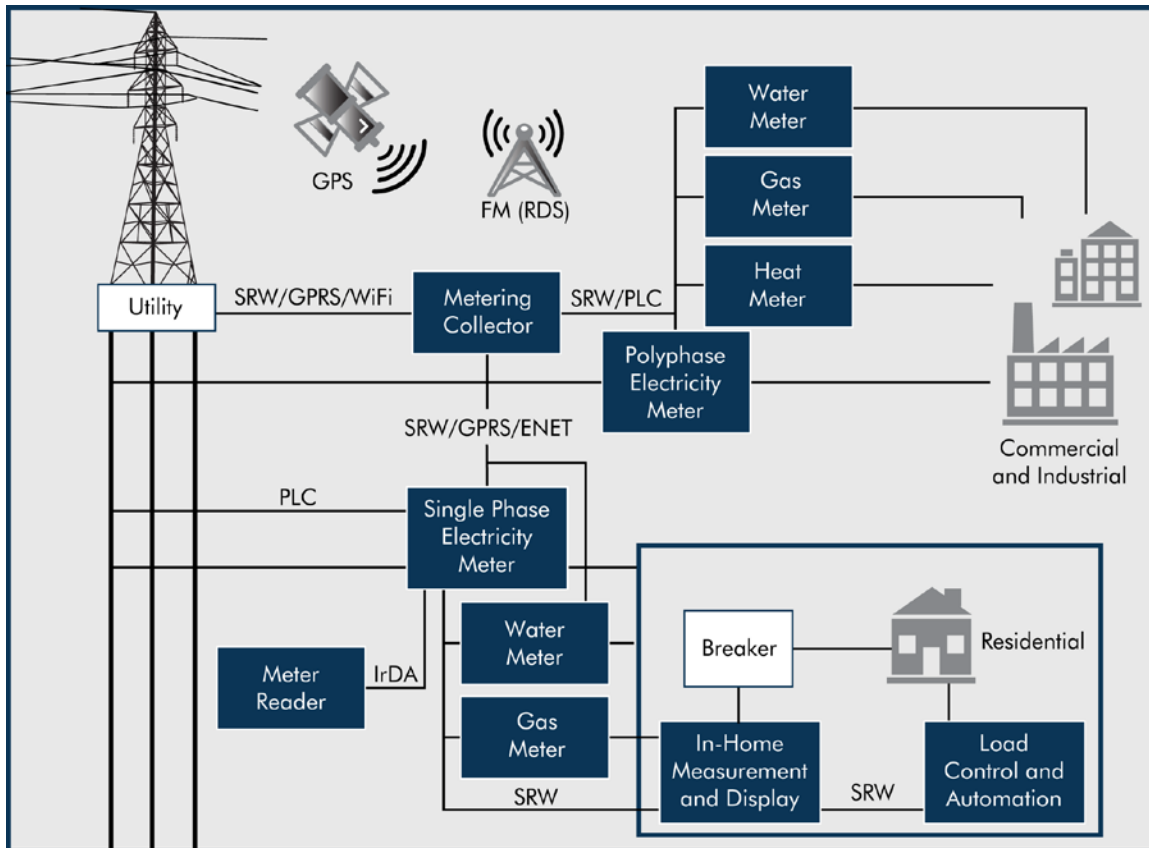 GPS
FM (RDS)
Water
Meter
Gas
Meter
Heat
Meter
Utility
SRW/GPRS/WiFi
Metering
Collector
SRW/PLC
Polyphase
Electricity
Meter
SRW/GPRS/ENET
Commercial
and Industrial
PLC
Single Phase
Electricity
Meter
Meter
Reader
IrDA
Water
Meter
Gas
Meter
SRW
Breaker
Residential
In-Home
Measurement
and Display
SRW
Load
Control and
Automation